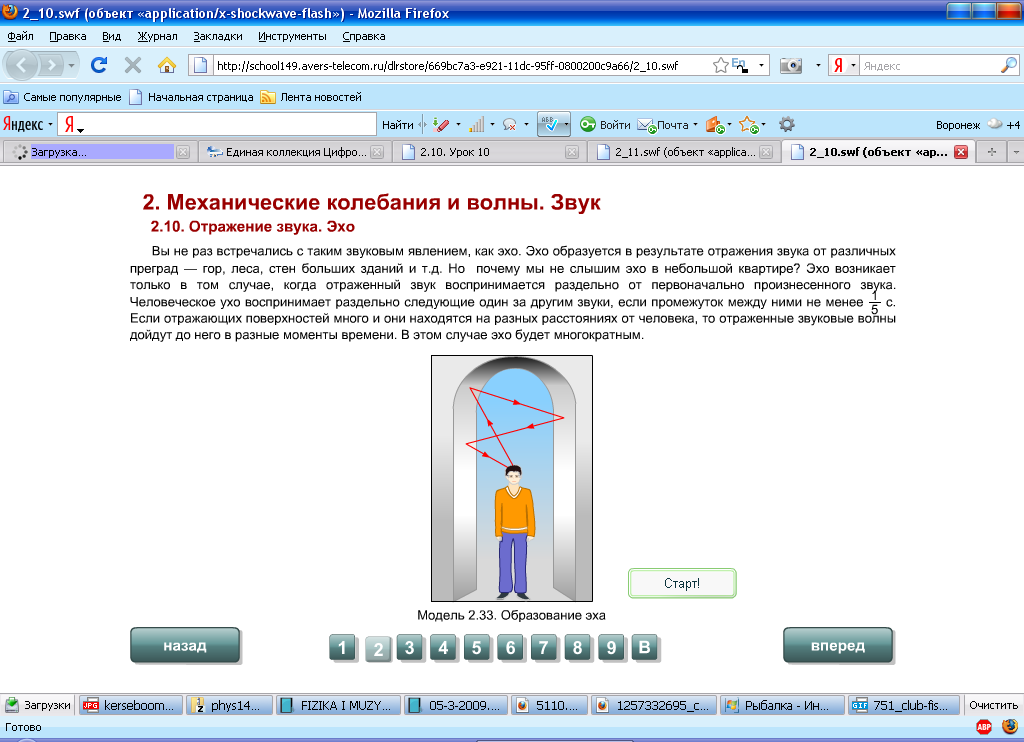 2_10.swf (объект «application/x-shockwave-flash») - Mozilla Firefox
Файл Правка Вид Журнал Закладки Инструменты Справка
http://school149.avers-telecom.ru/dlrstore/669bc7a3-e921-11dc-95ff-0800200c9a66/2_10.swf En Я Яндекс
Самые популярные Начальная страница Лента новостей
Яндекс Я Найти АБВ Войти Почта Воронеж +4
Загрузка... Единая коллекция Цифро... 2.10. Урок 10 2_11.swf (объект «applica... 2_10.swf (объект «ap...
2. Механические колебания и волны. Звук
2.10. Отражение звука. Эхо
Вы не раз встречались с таким звуковым явлением, как эхо. Эхо образуется в результате отражения звука от различных
преград — гор, леса, стен больших зданий и т.д. Но почему мы не слышим эхо в небольшой квартире? Эхо возникает
только в том случае, когда отраженный звук воспринимается раздельно от первоначально произнесенного звука.
Человеческое ухо воспринимает раздельно следующие один за другим звуки, если промежуток между ними не менее 1/5 с.
Если отражающих поверхностей много и они находятся на разных расстояниях от человека, то отраженные звуковые волны
дойдут до него в разные моменты времени. В этом случае эхо будет многократным.
Старт!
Модель 2.33. Образование эха
назад 1 2 3 4 5 6 7 8 9 В вперед
Загрузки JPG kerseboom... phys14... FIZIKA I MUZY... 05-3-2009.... 5110.... 1257332695_c... Рыбалка - Ин... GIF 751_club-fis... Очистить
Готово ABP